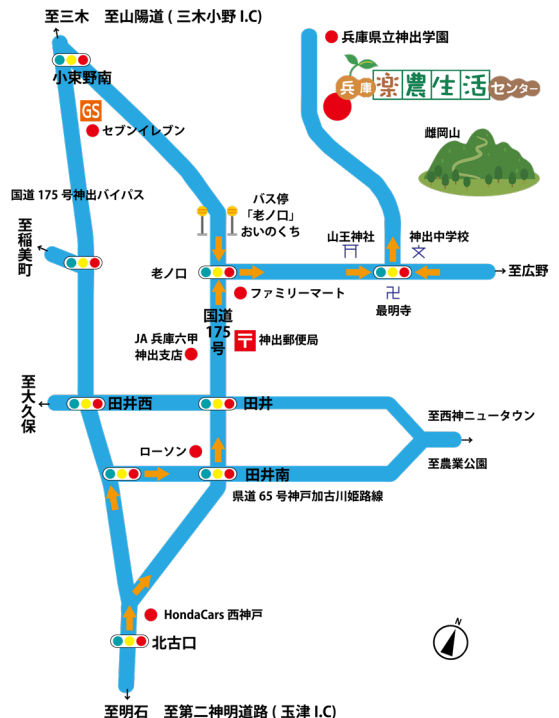 至三木　至山陽道 ( 三木小野 I.C)
兵庫県立神出学園
小束野南
兵庫楽農生活センター
GS
セブンイレブン
雌岡山
国道 175 号神出バイパス
バス停
「老ノ口」
おいのくち
至稲美町
山王神社
神出中学校
老ノ口
至広野
最明寺
ファミリーマート
国道
175
号
JA 兵庫六甲
神出支店
神出郵便局
至大久保
田井西
田井
至西神ニュータウン
ローソン
至農業公園
田井南
県道 65 号神戸加古川姫路線
HondaCars 西神戸
N
北古口
至明石　至第二神明道路 ( 玉津 I.C)